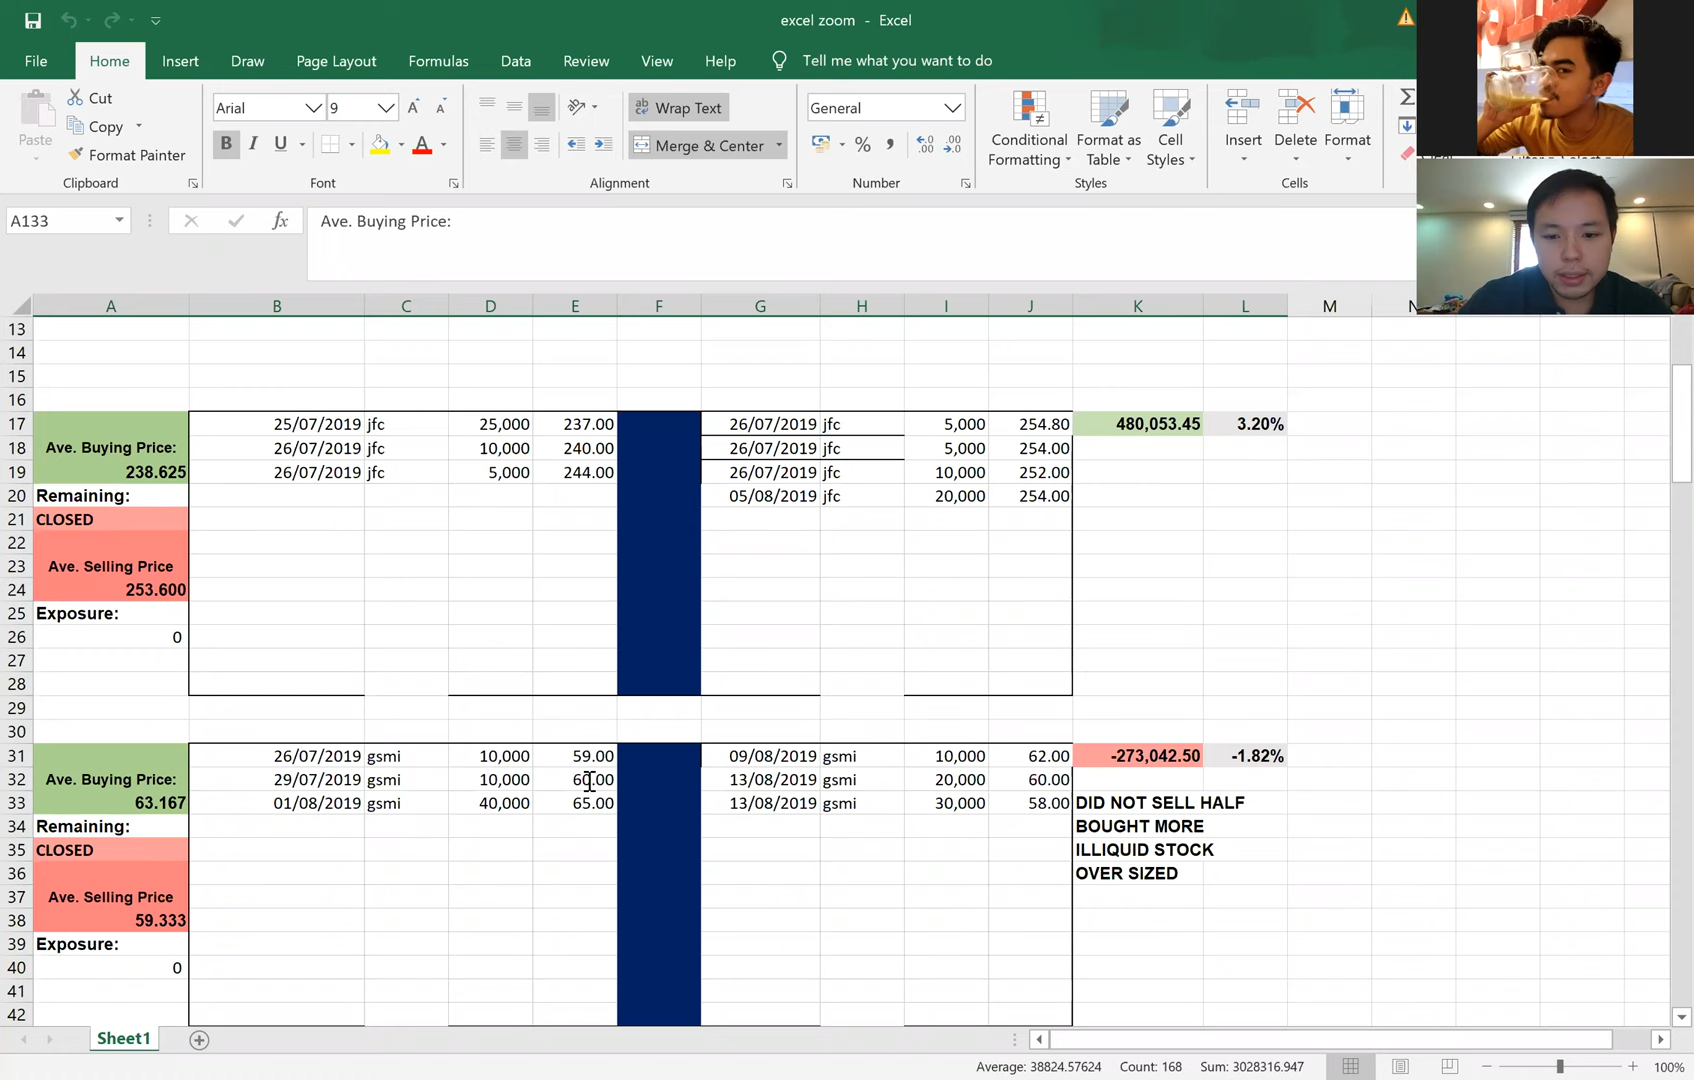 excel zoom - Excel
File Home Insert Draw Page Layout Formulas Data Review View Help Tell me what you want to do
Paste
Cut
Copy
Format Painter
Clipboard
Arial 9
B I U
Font
Wrap Text
Merge & Center
Alignment
General
Number
Conditional Formatting
Format as Table
Cell Styles
Styles
Insert Delete Format
Cells
A133 fx Ave. Buying Price:
A B C D E F G H I J K L M
13
14
15
16
17 25/07/2019 jfc 25,000 237.00 26/07/2019 jfc 5,000 254.80 480,053.45 3.20%
18 Ave. Buying Price: 26/07/2019 jfc 10,000 240.00 26/07/2019 jfc 5,000 254.00
19 238.625 26/07/2019 jfc 5,000 244.00 26/07/2019 jfc 10,000 252.00
20 Remaining: 05/08/2019 jfc 20,000 254.00
21 CLOSED
22
23 Ave. Selling Price
24 253.600
25 Exposure:
26 0
27
28
29
30
31 26/07/2019 gsmi 10,000 59.00 09/08/2019 gsmi 10,000 62.00 -273,042.50 -1.82%
32 Ave. Buying Price: 29/07/2019 gsmi 10,000 13/08/2019 gsmi 20,000 60.00
33 63.167 01/08/2019 gsmi 40,000 65.00 13/08/2019 gsmi 30,000 58.00 DID NOT SELL HALF
34 Remaining: BOUGHT MORE
35 CLOSED ILLIQUID STOCK
36 OVER SIZED
37 Ave. Selling Price
38 59.333
39 Exposure:
40 0
41
42
Sheet1
Average: 38824.57624 Count: 168 Sum: 3028316.947 100%